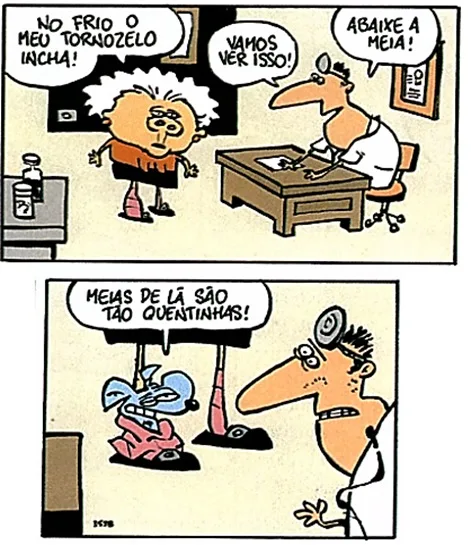 NO FRIO O
MEU TORNOZELO
INCHA!
VAMOS
VER ISSO!
ABAIXE A
MEIA!
MEIAS DE LÃ SÃO
TÃO QUENTINHAS!